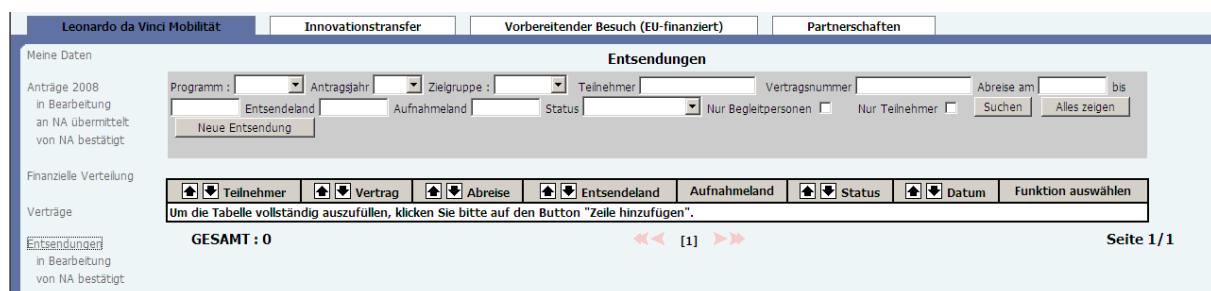 Leonardo da Vinci Mobilität Innovationstransfer Vorbereitender Besuch (EU-finanziert) Partnerschaften
Meine Daten
Anträge 2008
in Bearbeitung
an NA übermittelt
von NA bestätigt
Finanzielle Verteilung
Verträge
Entsendungen
in Bearbeitung
von NA bestätigt
Entsendungen
Programm : Antragsjahr Zielgruppe : Teilnehmer Vertragsnummer Abreise am bis
Entsendeland Aufnahmeland Status Nur Begleitpersonen Nur Teilnehmer Suchen Alles zeigen
Neue Entsendung
Teilnehmer Vertrag Abreise Entsendeland Aufnahmeland Status Datum Funktion auswählen
Um die Tabelle vollständig auszufüllen, klicken Sie bitte auf den Button "Zeile hinzufügen".
GESAMT : 0 [1] Seite 1/1